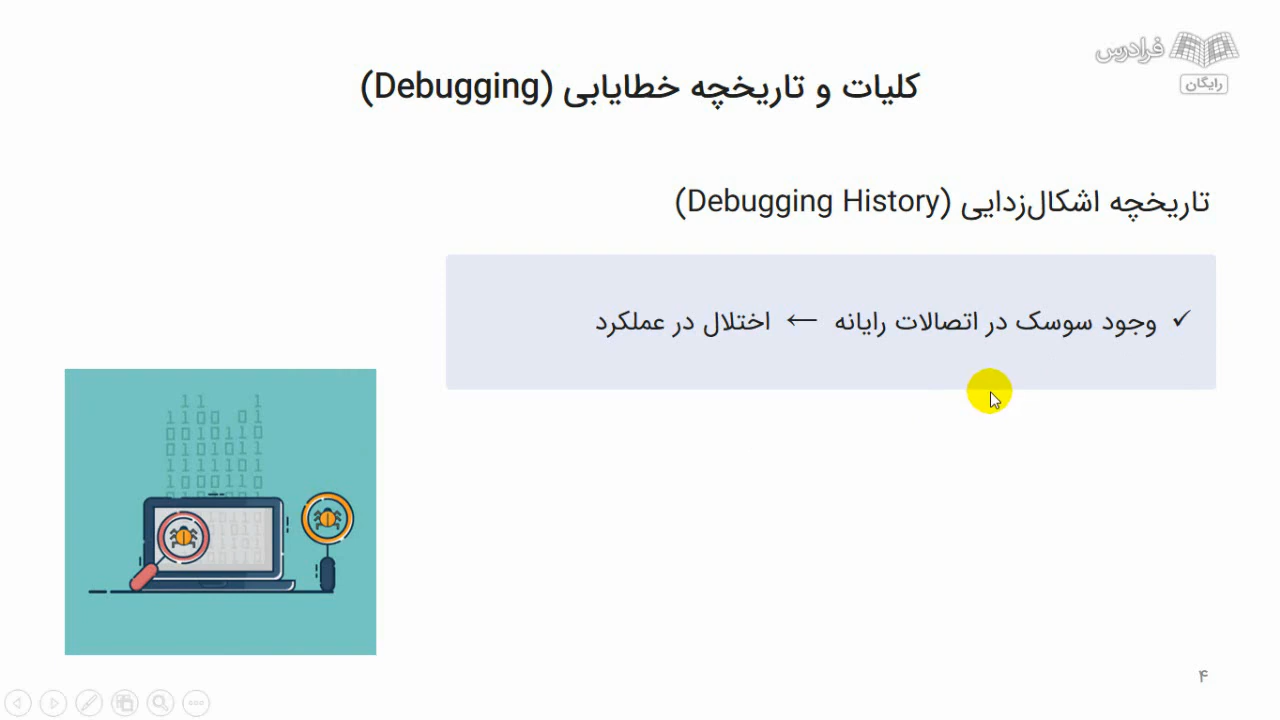 فرادرس
رایگان
کلیات و تاریخچه خطایابی (Debugging)
تاریخچه اشکال‌زدایی (Debugging History)
✓ وجود سوسک در اتصالات رایانه ← اختلال در عملکرد
۴